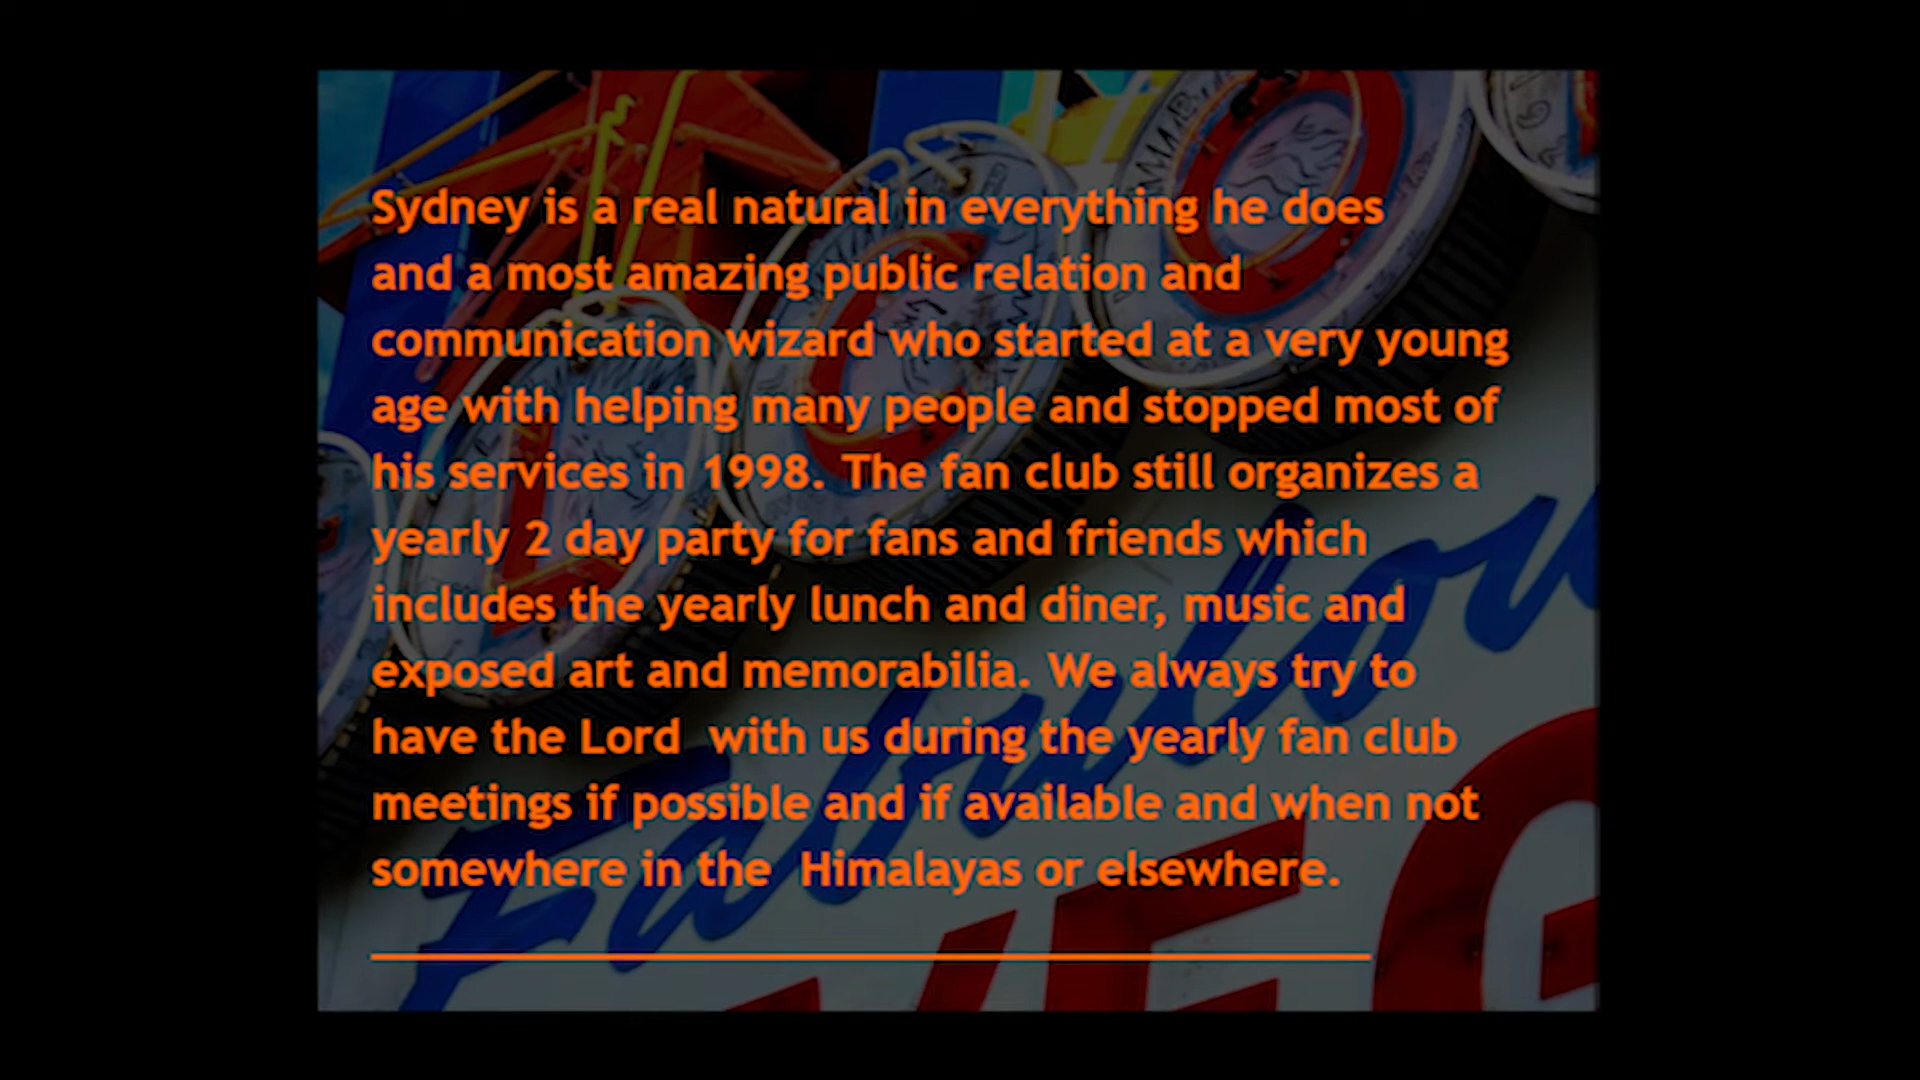 Sydney is a real natural in everything he does
and a most amazing public relation and
communication wizard who started at a very young
age with helping many people and stopped most of
his services in 1998. The fan club still organizes a
yearly 2 day party for fans and friends which
includes the yearly lunch and diner, music and
exposed art and memorabilia. We always try to
have the Lord  with us during the yearly fan club
meetings if possible and if available and when not
somewhere in the  Himalayas or elsewhere.